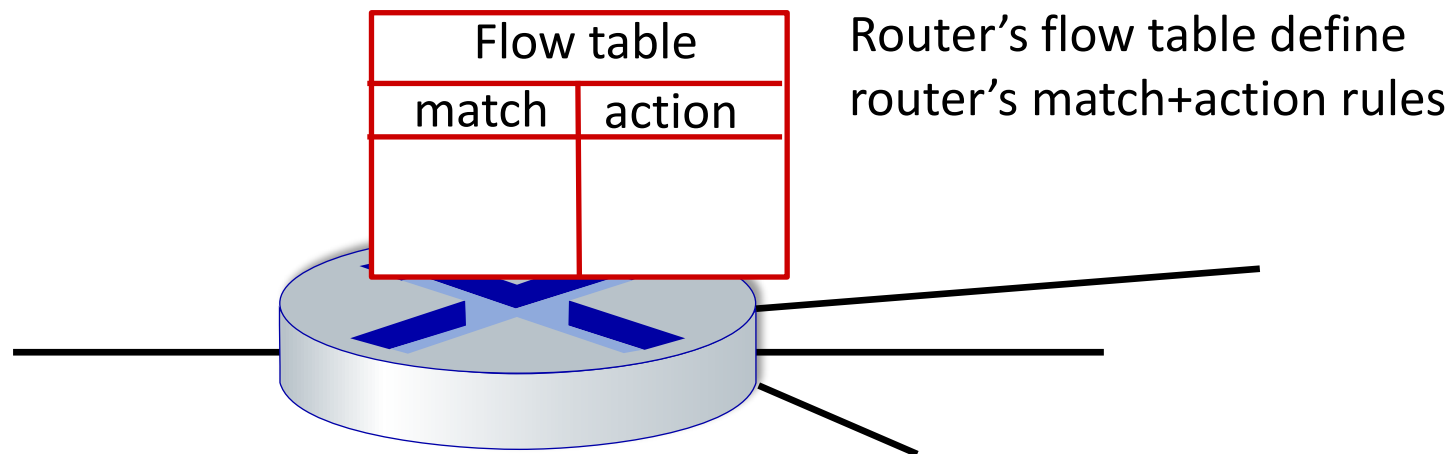 Flow table
match action
Router’s flow table define
router’s match+action rules